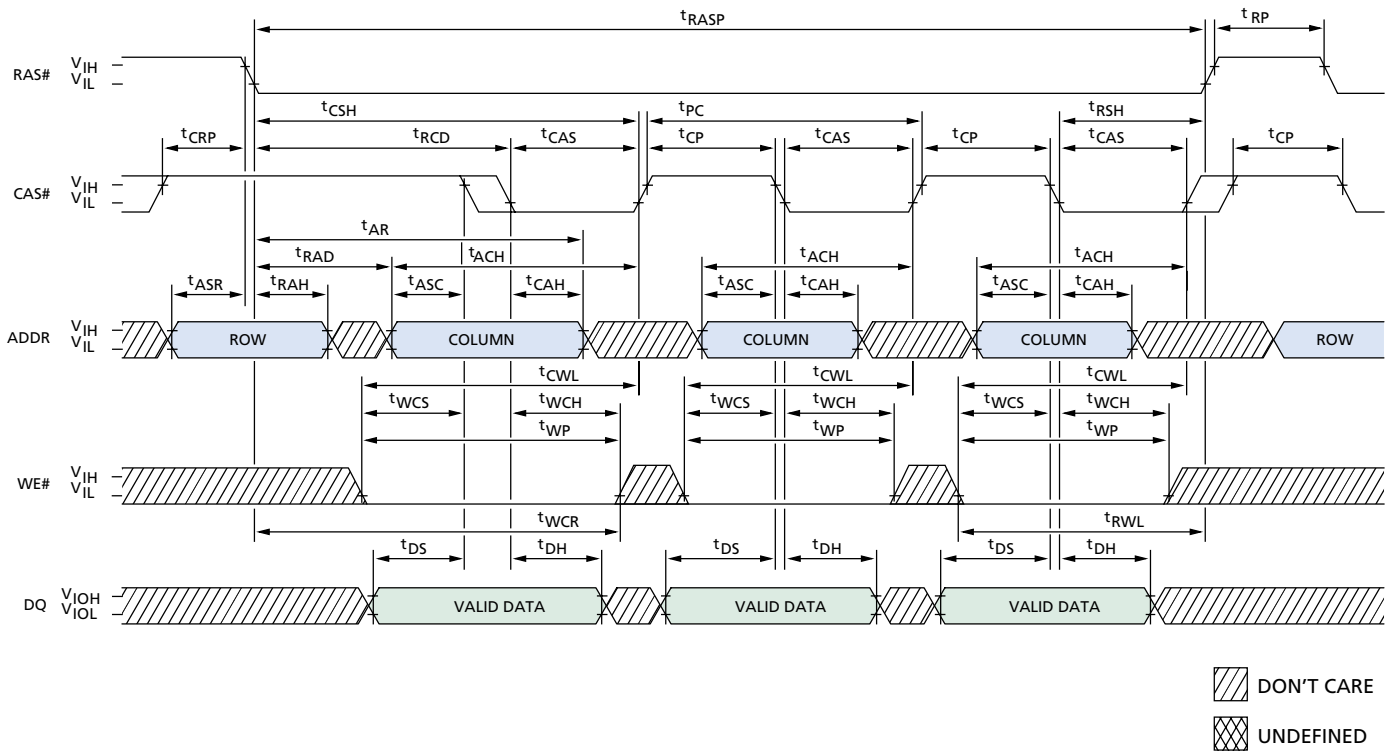 tRASP tRP
RAS# VIH
VIL
tCSH tPC tRSH
tCRP tRCD tCAS tCP tCAS tCP tCAS tCP
CAS# VIH
VIL
tAR
tRAD tACH tACH tACH
tASR tRAH tASC tCAH tASC tCAH tASC tCAH
ADDR VIH
VIL
ROW COLUMN COLUMN COLUMN ROW
tCWL tCWL tCWL
tWCS tWCH tWCS tWCH tWCS tWCH
tWP tWP tWP
WE# VIH
VIL
tWCR tRWL
tDS tDH tDS tDH tDS tDH
DQ VIOH
VIOL
VALID DATA VALID DATA VALID DATA
DON'T CARE
UNDEFINED